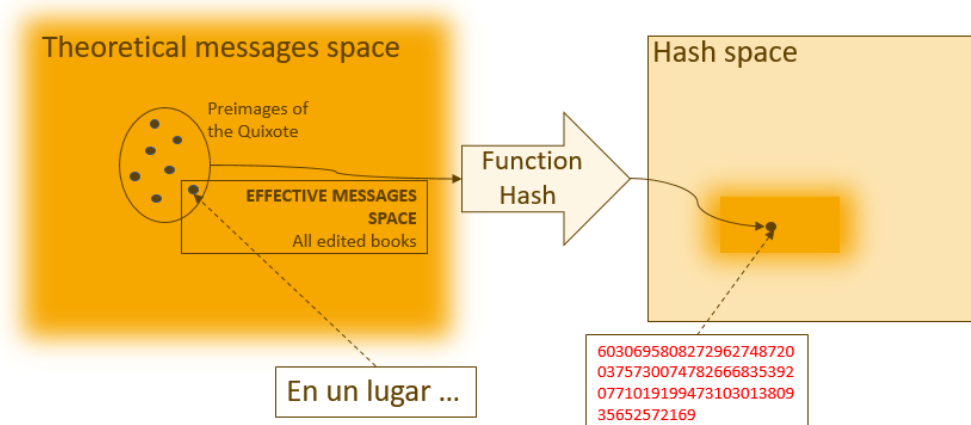 Theoretical messages space
Preimages of
the Quixote
EFFECTIVE MESSAGES
SPACE
All edited books
En un lugar ...
Function
Hash
Hash space
6030695808272962748720
0375730074782666835392
0771019199473103013809
35652572169